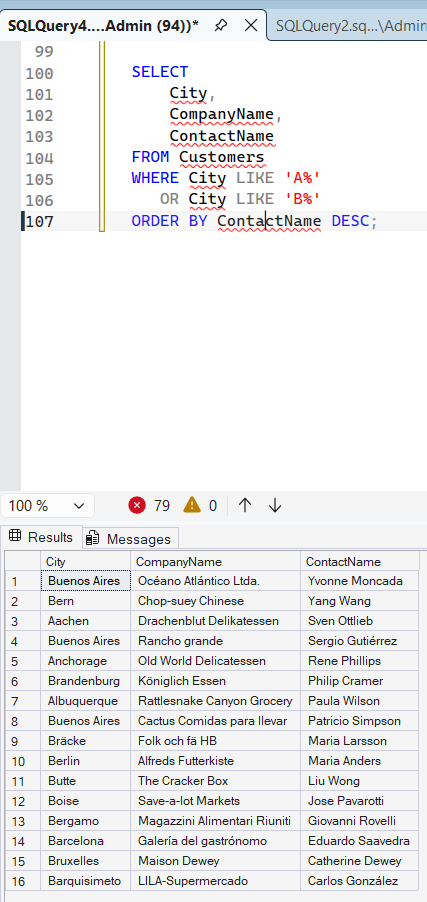 SQLQuery4....Admin (94))* SQLQuery2.sq...\Admin
99
100 SELECT
101 City,
102 CompanyName,
103 ContactName
104 FROM Customers
105 WHERE City LIKE 'A%'
106 OR City LIKE 'B%'
107 ORDER BY ContactName DESC;
100 % 79 0
Results Messages
City CompanyName ContactName
1 Buenos Aires Océano Atlántico Ltda. Yvonne Moncada
2 Bern Chop-suey Chinese Yang Wang
3 Aachen Drachenblut Delikatessen Sven Ottlieb
4 Buenos Aires Rancho grande Sergio Gutiérrez
5 Anchorage Old World Delicatessen Rene Phillips
6 Brandenburg Königlich Essen Philip Cramer
7 Albuquerque Rattlesnake Canyon Grocery Paula Wilson
8 Buenos Aires Cactus Comidas para llevar Patricio Simpson
9 Bräcke Folk och fä HB Maria Larsson
10 Berlin Alfreds Futterkiste Maria Anders
11 Butte The Cracker Box Liu Wong
12 Boise Save-a-lot Markets Jose Pavarotti
13 Bergamo Magazzini Alimentari Riuniti Giovanni Rovelli
14 Barcelona Galería del gastrónomo Eduardo Saavedra
15 Bruxelles Maison Dewey Catherine Dewey
16 Barquisimeto LILA-Supermercado Carlos González